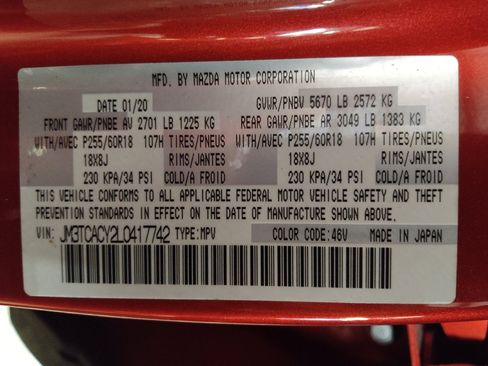 MFD. BY MAZDA MOTOR CORPORATION
DATE 01/20 GVWR/PNBV 5670 LB 2572 KG
FRONT GAWR/PNBE AV 2701 LB 1225 KG REAR GAWR/PNBE AR 3049 LB 1383 KG
WITH/AVEC P255/60R18 107H TIRES/PNEUS WITH/AVEC P255/60R18 107H TIRES/PNEUS
18X8J RIMS/JANTES 18X8J RIMS/JANTES
230 KPA/34 PSI COLD/A FROID 230 KPA/34 PSI COLD/A FROID
THIS VEHICLE CONFORMS TO ALL APPLICABLE FEDERAL MOTOR VEHICLE SAFETY AND THEFT
PREVENTION STANDARDS IN EFFECT ON THE DATE OF MANUFACTURE SHOWN ABOVE.
VIN: JM3TCACY2L0417742 TYPE:MPV COLOR CODE:46V MADE IN JAPAN